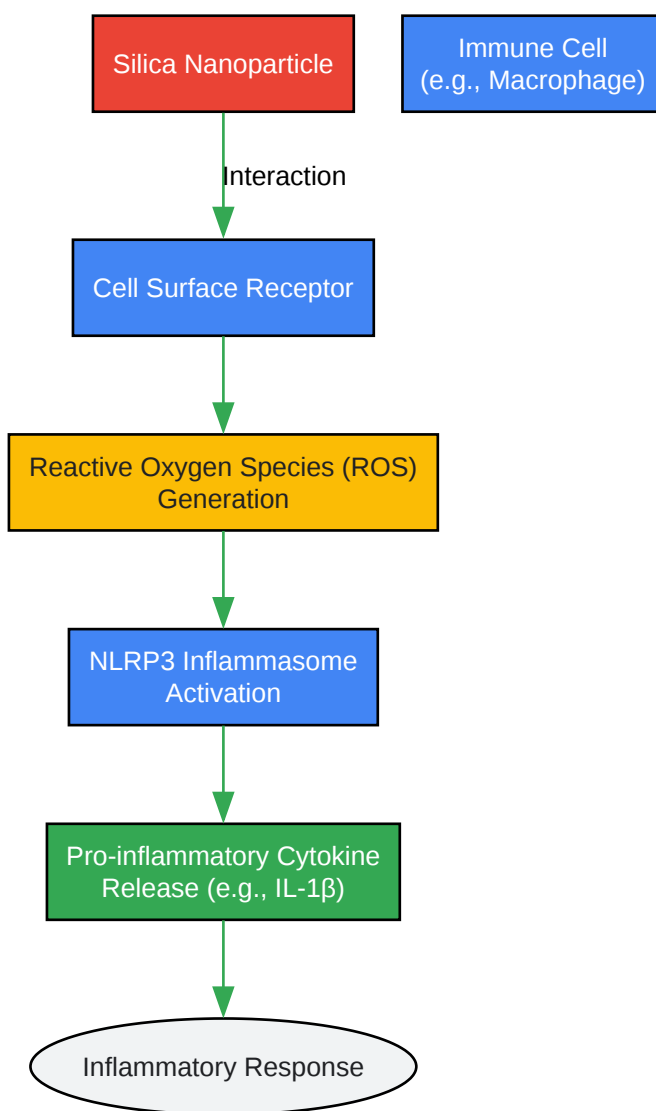 Silica Nanoparticle
Immune Cell
(e.g., Macrophage)
Interaction
Cell Surface Receptor
Reactive Oxygen Species (ROS)
Generation
NLRP3 Inflammasome
Activation
Pro-inflammatory Cytokine
Release (e.g., IL-1β)
Inflammatory Response